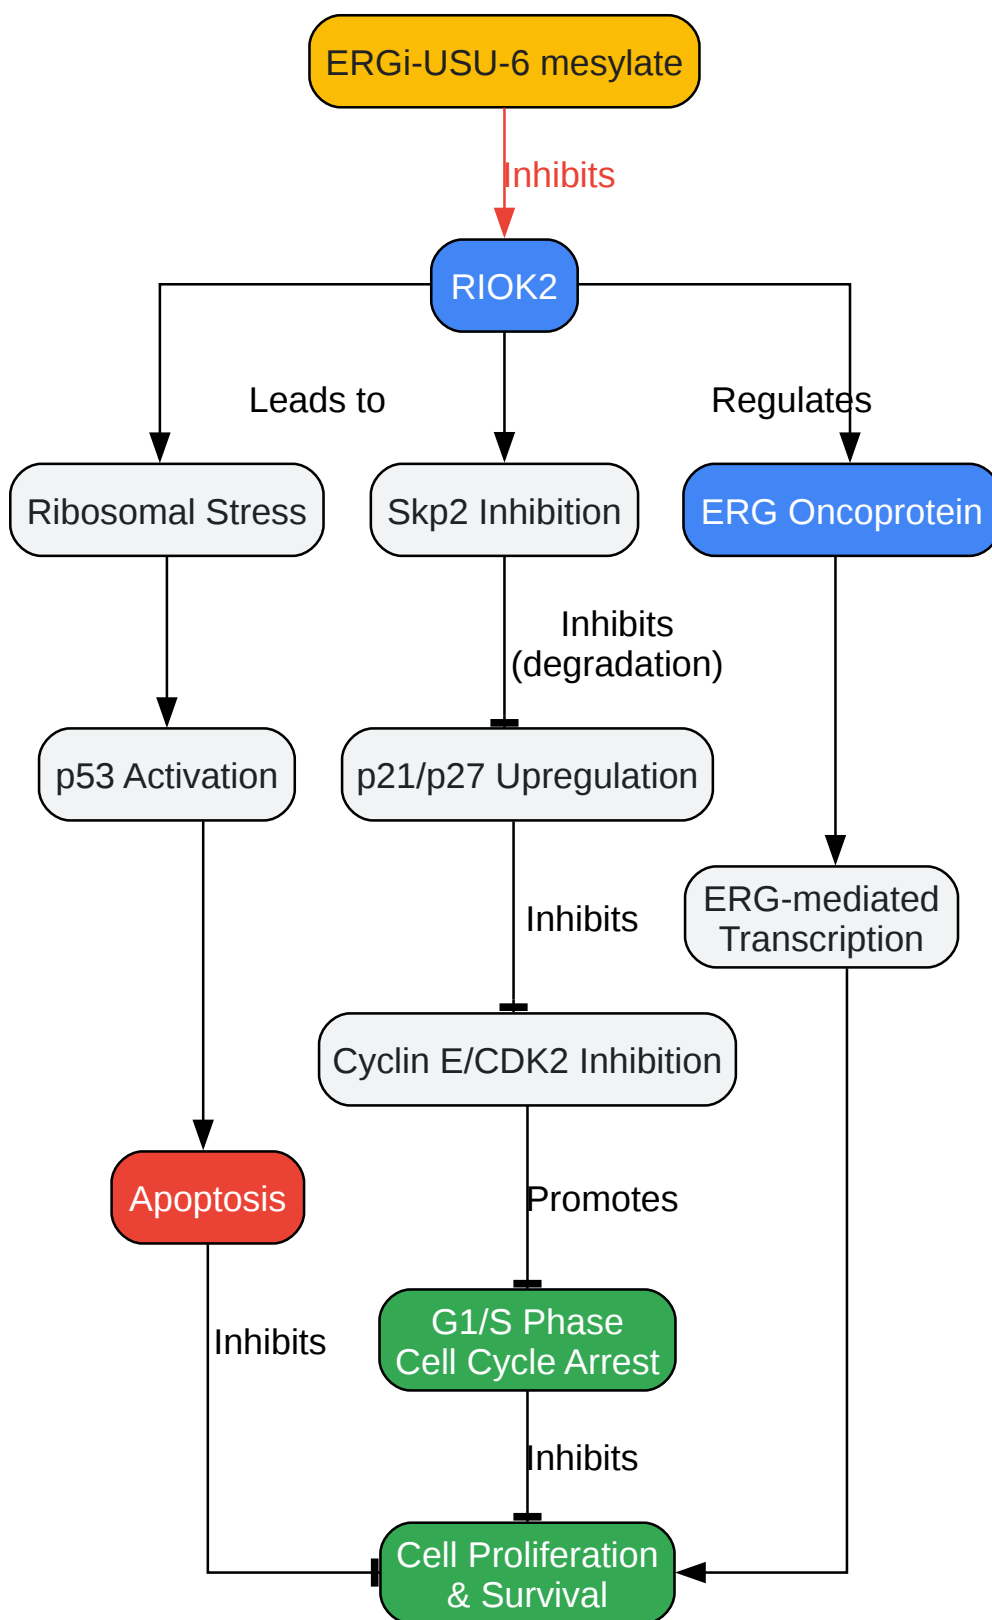 ERGi-USU-6 mesylate
Inhibits
RIOK2
Leads to
Regulates
Ribosomal Stress
Skp2 Inhibition
ERG Oncoprotein
Inhibits
(degradation)
p53 Activation
p21/p27 Upregulation
ERG-mediated
Transcription
Inhibits
Cyclin E/CDK2 Inhibition
Apoptosis
Promotes
G1/S Phase
Cell Cycle Arrest
Inhibits
Inhibits
Cell Proliferation
& Survival